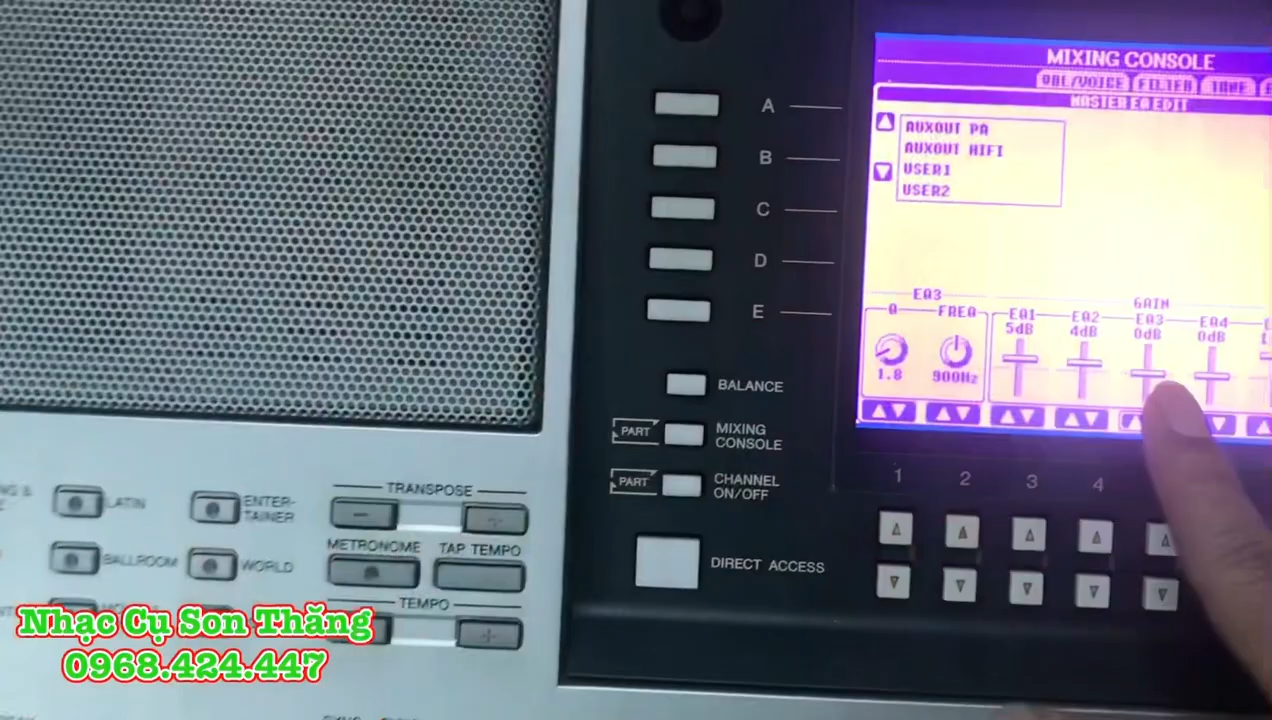 MIXING CONSOLE
VOL/VOICE FILTER TUNE
MASTER EQ EDIT
AUXOUT PA
AUXOUT HIFI
USER1
USER2
A
B
C
D
E
EQ3
Q FREQ
1.8 900Hz
GAIN
EQ1 EQ2 EQ3 EQ4
5dB 4dB 0dB 0dB
BALANCE
PART MIXING CONSOLE
PART CHANNEL ON/OFF
DIRECT ACCESS
1 2 3 4
LATIN
ENTER-
TAINER
BALLROOM
WORLD
TRANSPOSE
- +
METRONOME TAP TEMPO
TEMPO
+
Nhạc Cụ Son Thăng
0968.424.447